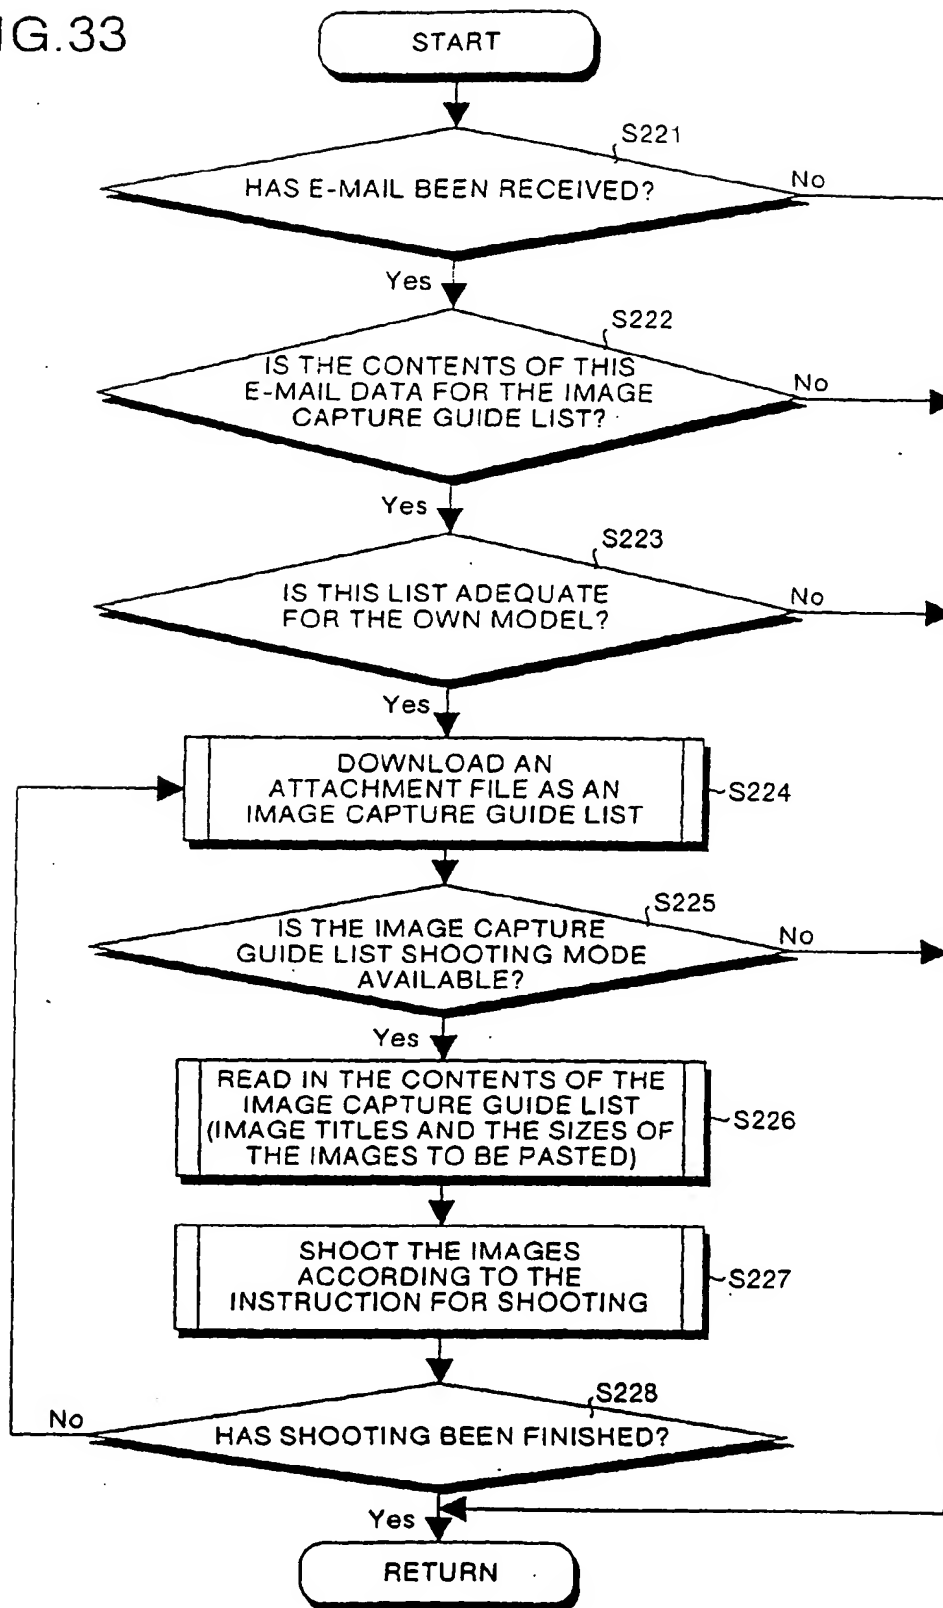 IG.33
START
S221
HAS E-MAIL BEEN RECEIVED?
No
Yes
S222
IS THE CONTENTS OF THIS
E-MAIL DATA FOR THE IMAGE
CAPTURE GUIDE LIST?
No
Yes
S223
IS THIS LIST ADEQUATE
FOR THE OWN MODEL?
No
Yes
DOWNLOAD AN
ATTACHMENT FILE AS AN
IMAGE CAPTURE GUIDE LIST
S224
S225
IS THE IMAGE CAPTURE
GUIDE LIST SHOOTING MODE
AVAILABLE?
No
Yes
READ IN THE CONTENTS OF THE
IMAGE CAPTURE GUIDE LIST
(IMAGE TITLES AND THE SIZES OF
THE IMAGES TO BE PASTED)
S226
SHOOT THE IMAGES
ACCORDING TO THE
INSTRUCTION FOR SHOOTING
S227
S228
No
HAS SHOOTING BEEN FINISHED?
Yes
RETURN